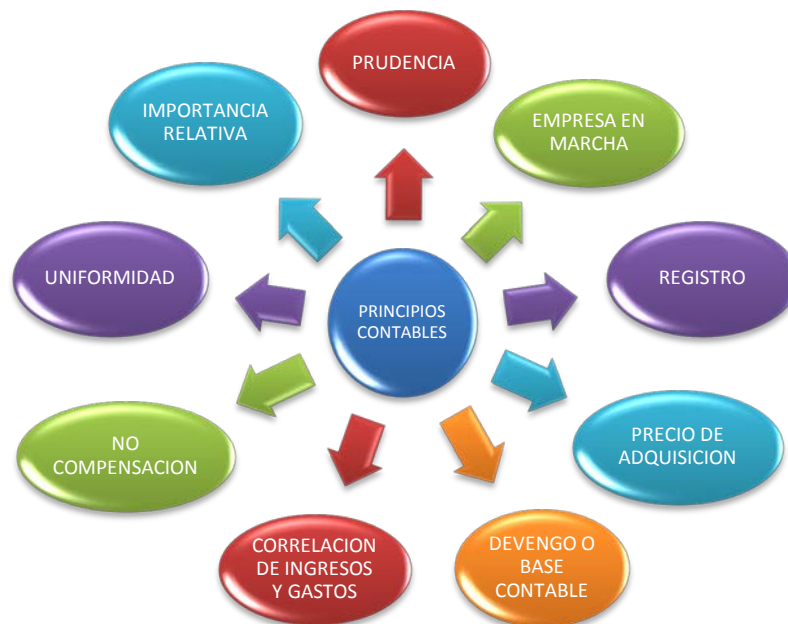 PRUDENCIA
EMPRESA EN
MARCHA
REGISTRO
PRECIO DE
ADQUISICION
DEVENGO O
BASE
CONTABLE
CORRELACION
DE INGRESOS
Y GASTOS
NO
COMPENSACION
UNIFORMIDAD
IMPORTANCIA
RELATIVA
PRINCIPIOS
CONTABLES